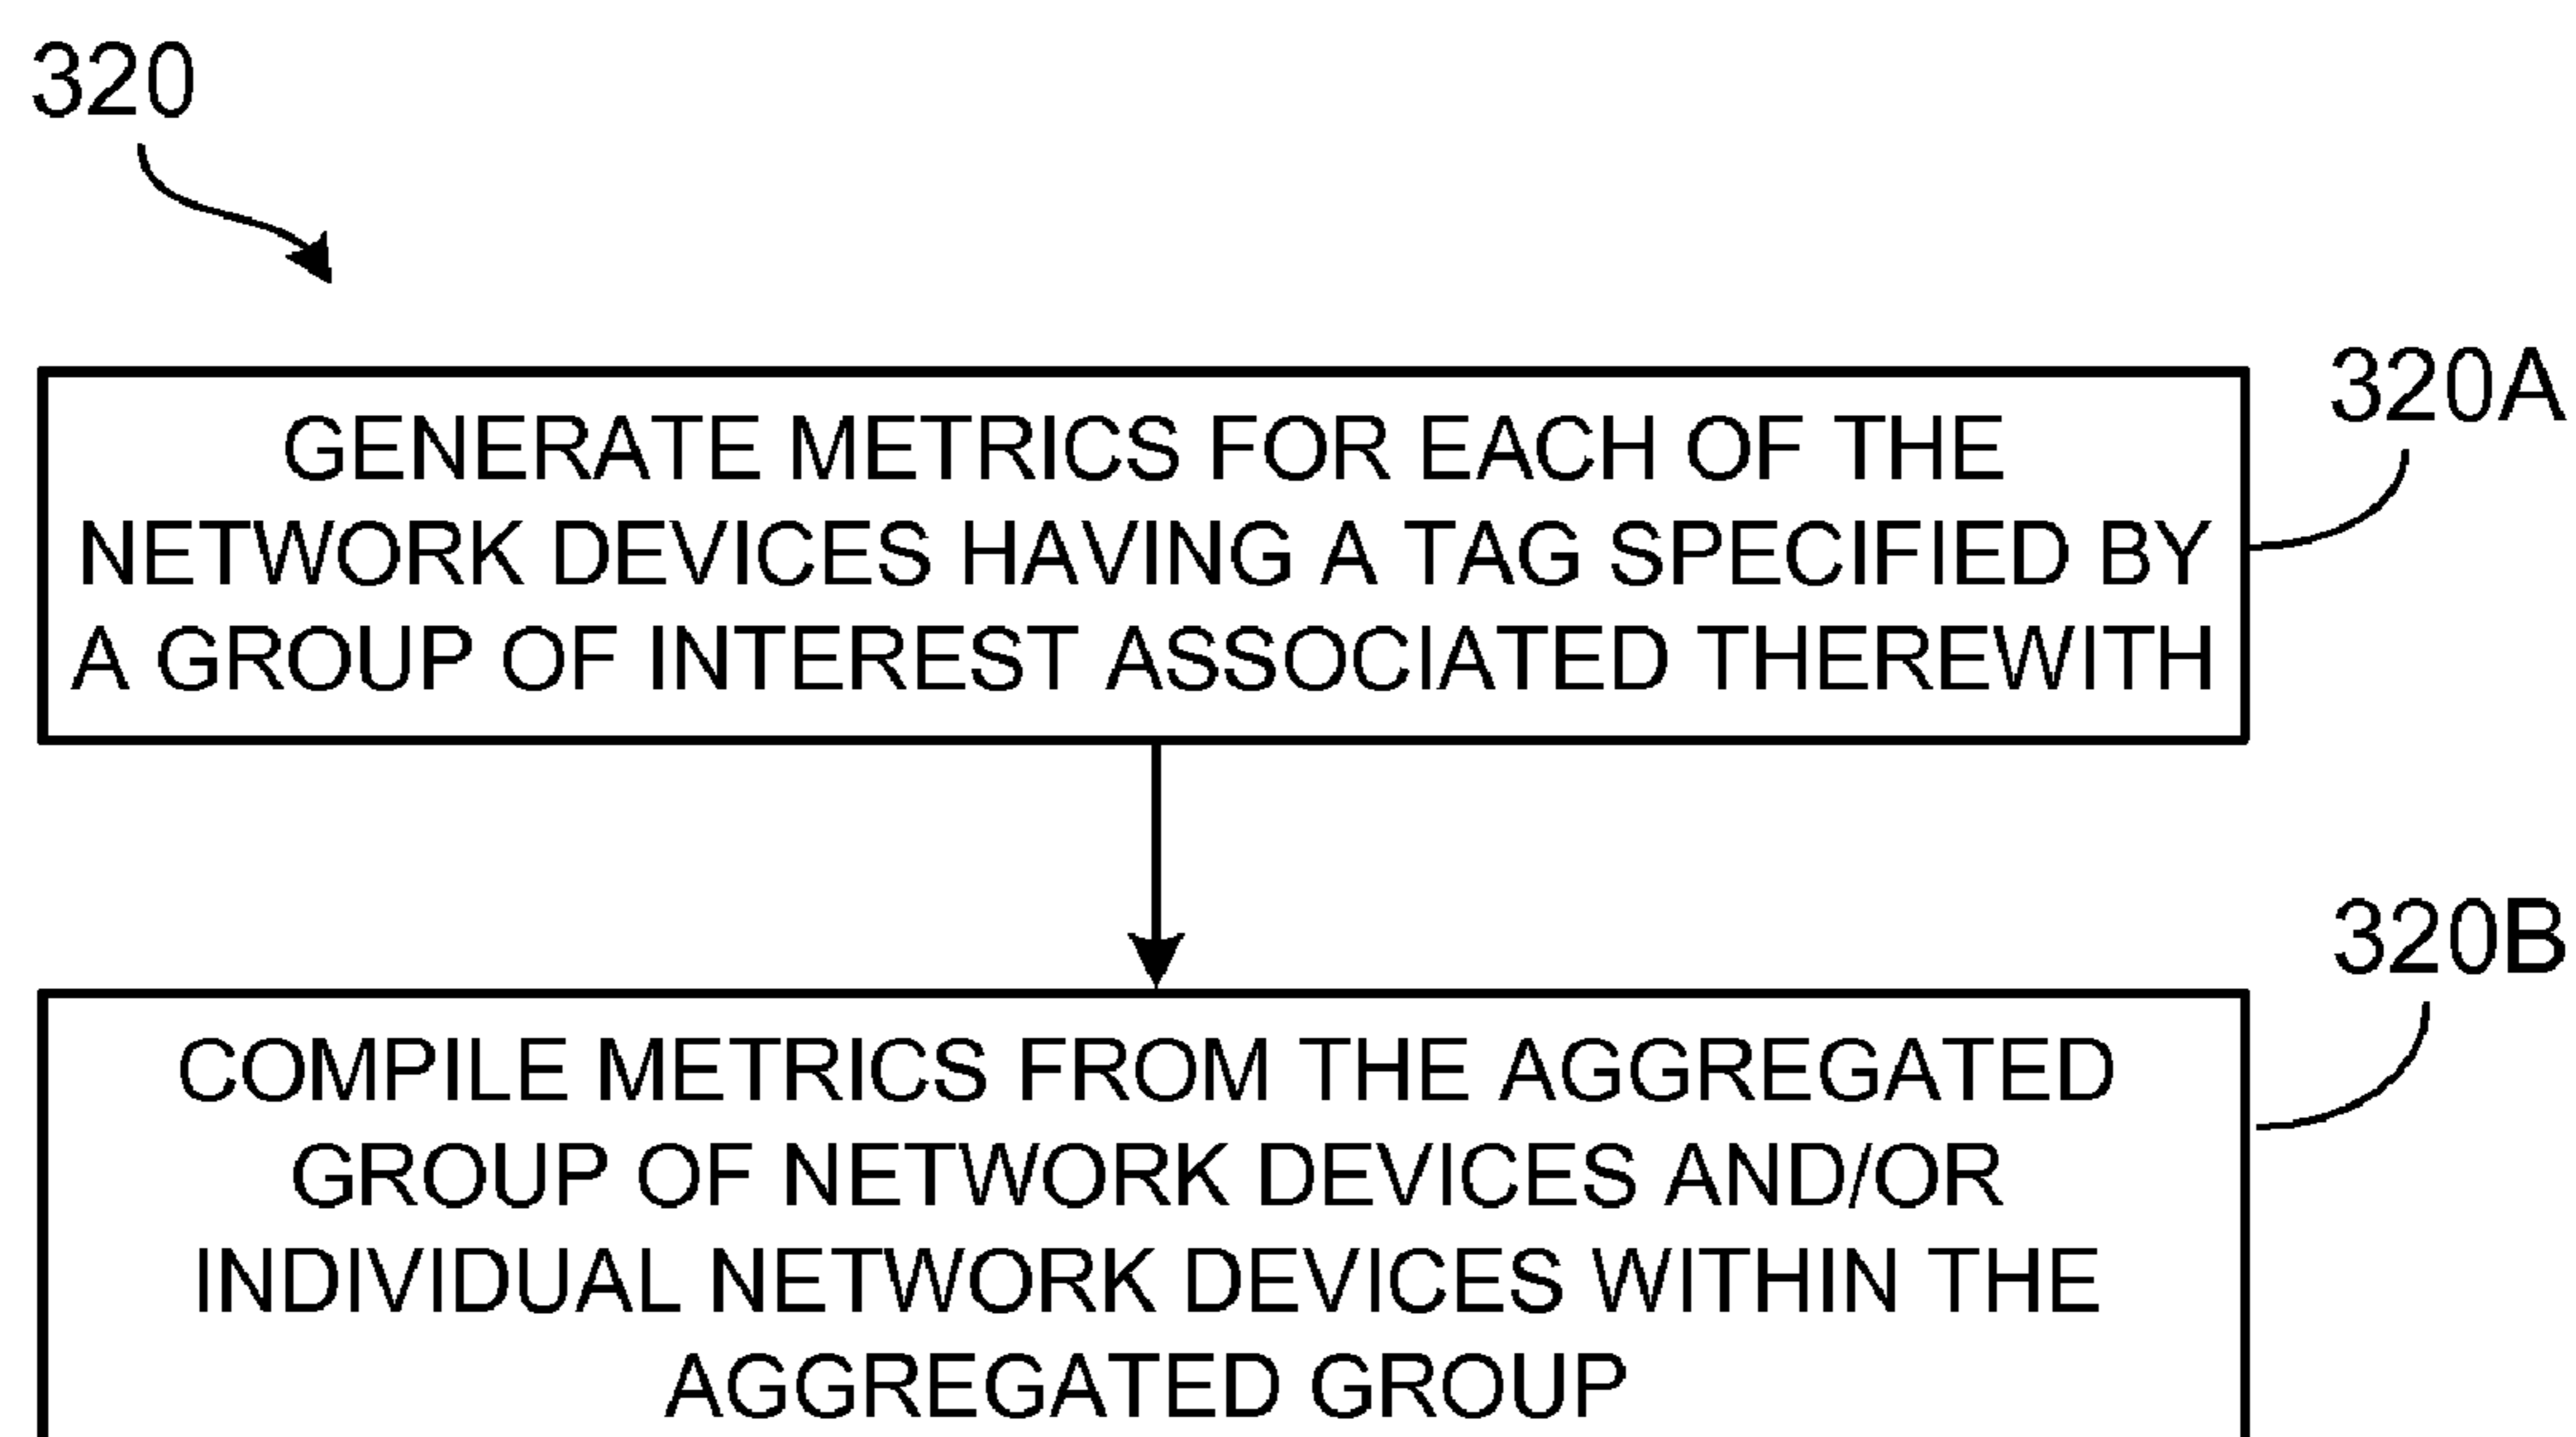 320
320A
GENERATE METRICS FOR EACH OF THE
NETWORK DEVICES HAVING A TAG SPECIFIED BY
A GROUP OF INTEREST ASSOCIATED THEREWITH
320B
COMPILE METRICS FROM THE AGGREGATED
GROUP OF NETWORK DEVICES AND/OR
INDIVIDUAL NETWORK DEVICES WITHIN THE
AGGREGATED GROUP